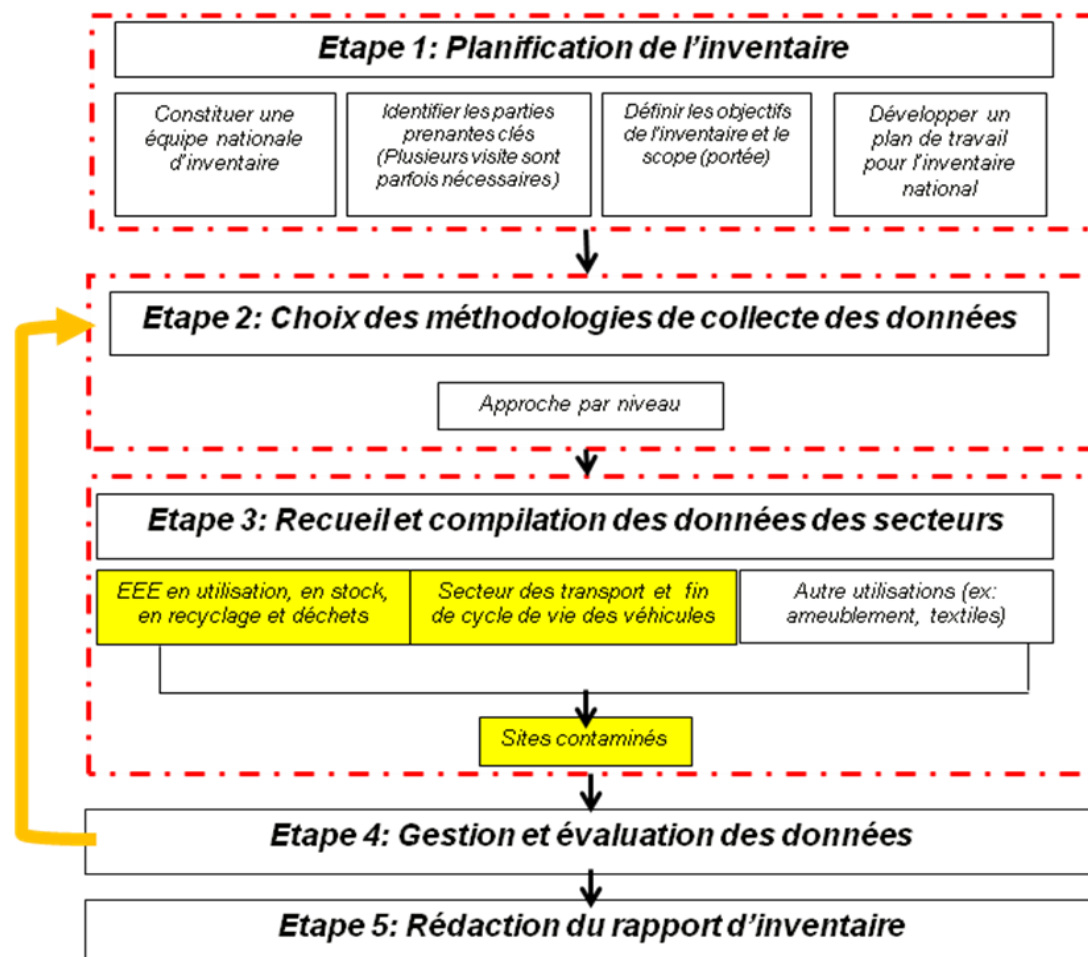 Etape 1: Planification de l'inventaire
Constituer une
équipe nationale
d'inventaire
Identifier les parties
prenantes clés
(Plusieurs visite sont
parfois nécessaires)
Définir les objectifs
de l'inventaire et le
scope (portée)
Développer un
plan de travail
pour l'inventaire
national
Etape 2: Choix des méthodologies de collecte des données
Approche par niveau
Etape 3: Recueil et compilation des données des secteurs
EEE en utilisation, en stock,
en recyclage et déchets
Secteur des transport et fin
de cycle de vie des véhicules
Autre utilisations (ex:
ameublement, textiles)
Sites contaminés
Etape 4: Gestion et évaluation des données
Etape 5: Rédaction du rapport d'inventaire